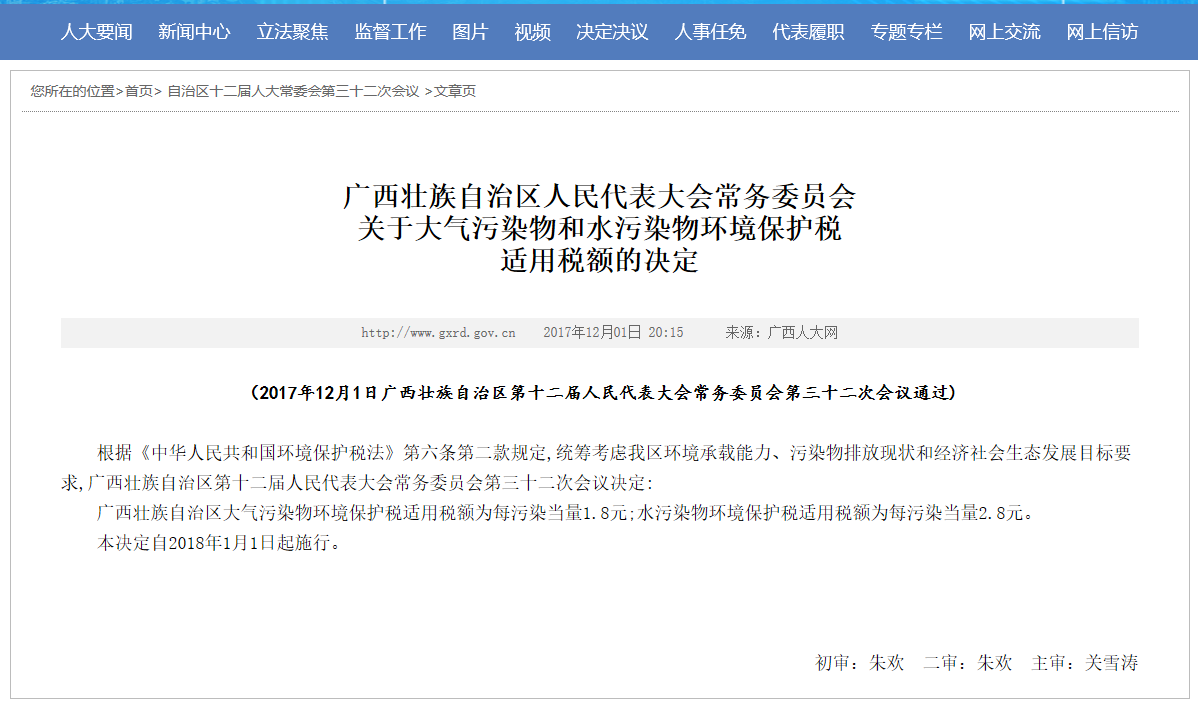 人大要闻 新闻中心 立法聚焦 监督工作 图片 视频 决定决议 人事任免 代表履职 专题专栏 网上交流 网上信访
您所在的位置>首页> 自治区十二届人大常委会第三十二次会议 >文章页
广西壮族自治区人民代表大会常务委员会
关于大气污染物和水污染物环境保护税
适用税额的决定
http://www.gxrd.gov.cn 2017年12月01日 20:15 来源：广西人大网
(2017年12月1日广西壮族自治区第十二届人民代表大会常务委员会第三十二次会议通过)
根据《中华人民共和国环境保护税法》第六条第二款规定,统筹考虑我区环境承载能力、污染物排放现状和经济社会生态发展目标要
求,广西壮族自治区第十二届人民代表大会常务委员会第三十二次会议决定:
广西壮族自治区大气污染物环境保护税适用税额为每污染当量1.8元;水污染物环境保护税适用税额为每污染当量2.8元。
本决定自2018年1月1日起施行。
初审：朱欢 二审：朱欢 主审：关雪涛